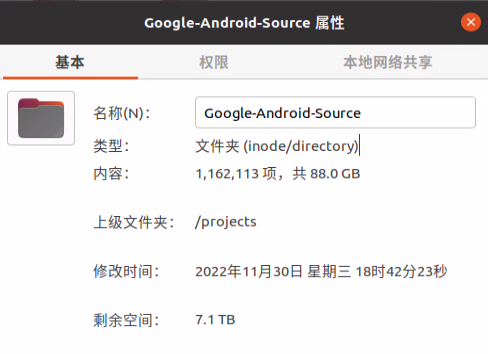 Google-Android-Source 属性
基本 权限 本地网络共享
名称(N): Google-Android-Source
类型: 文件夹 (inode/directory)
内容: 1,162,113 项，共 88.0 GB
上级文件夹: /projects
修改时间: 2022年11月30日 星期三 18时42分23秒
剩余空间: 7.1 TB